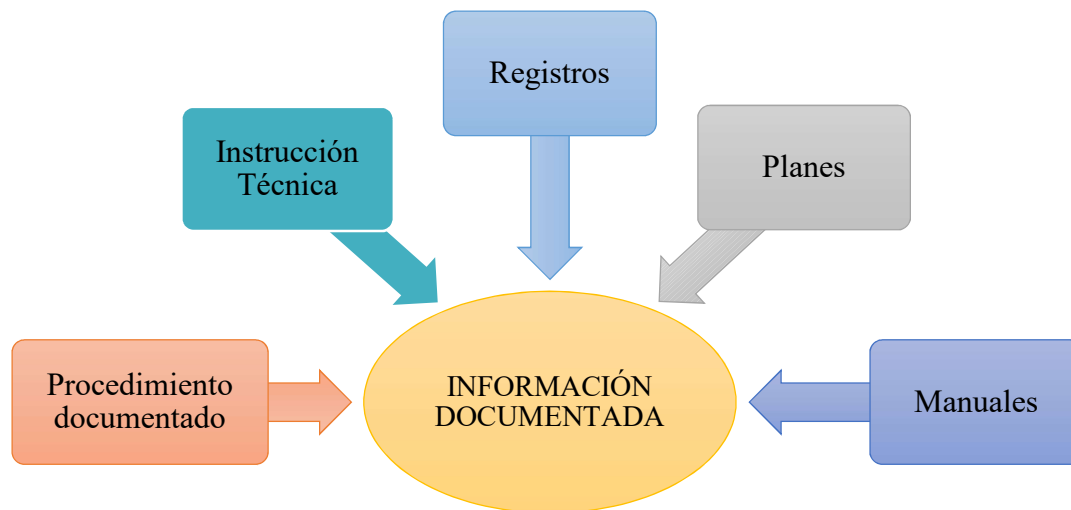 Registros
Instrucción
Técnica
Planes
Procedimiento
documentado
INFORMACIÓN
DOCUMENTADA
Manuales